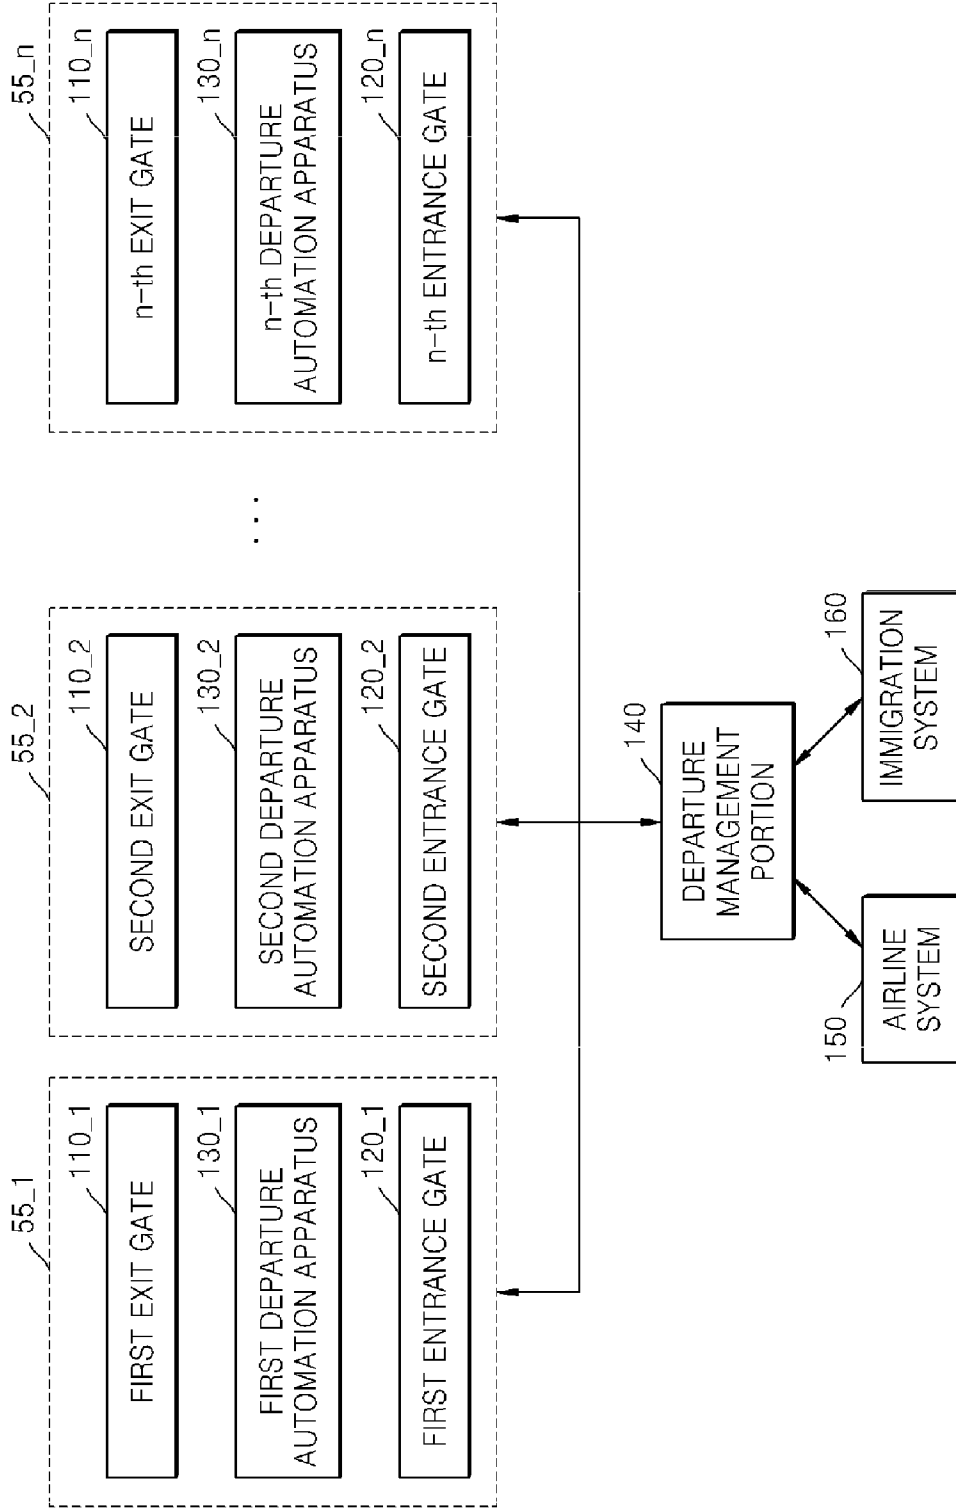 55_1
110_1
FIRST EXIT GATE
130_1
FIRST DEPARTURE
AUTOMATION APPARATUS
120_1
FIRST ENTRANCE GATE
55_2
110_2
SECOND EXIT GATE
130_2
SECOND DEPARTURE
AUTOMATION APPARATUS
120_2
SECOND ENTRANCE GATE
. . .
55_n
110_n
n-th EXIT GATE
130_n
n-th DEPARTURE
AUTOMATION APPARATUS
120_n
n-th ENTRANCE GATE
140
DEPARTURE
MANAGEMENT
PORTION
150
AIRLINE
SYSTEM
160
IMMIGRATION
SYSTEM